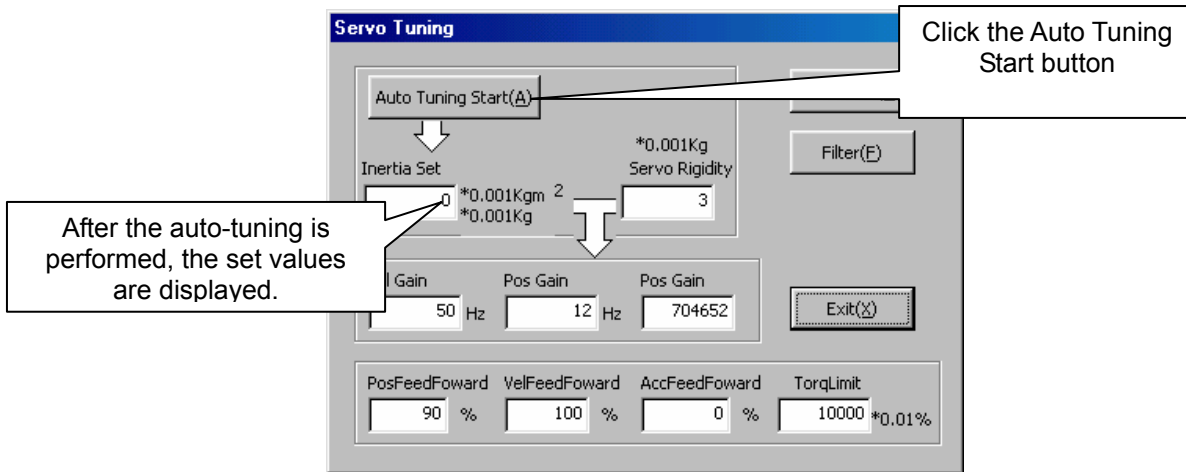 Servo Tuning
Click the Auto Tuning
Start button
Auto Tuning Start(A)
*0.001Kg
Filter(F)
Inertia Set
Servo Rigidity
0
*0.001Kgm 2
*0.001Kg
3
After the auto-tuning is
performed, the set values
are displayed.
Gain
Pos Gain
Pos Gain
50 Hz
12 Hz
704652
Exit(X)
PosFeedFoward
VelFeedFoward
AccFeedFoward
TorqLimit
90 %
100 %
0 %
10000 *0.01%